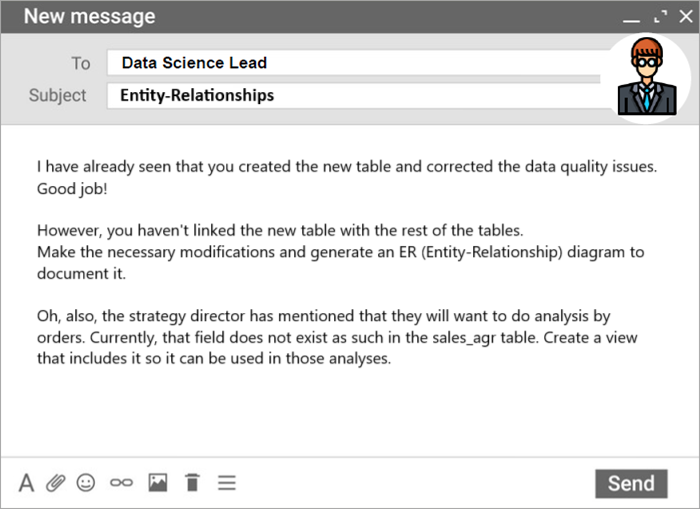 New message
To Data Science Lead
Subject Entity-Relationships
I have already seen that you created the new table and corrected the data quality issues.
Good job!
However, you haven't linked the new table with the rest of the tables.
Make the necessary modifications and generate an ER (Entity-Relationship) diagram to
document it.
Oh, also, the strategy director has mentioned that they will want to do analysis by
orders. Currently, that field does not exist as such in the sales_agr table. Create a view
that includes it so it can be used in those analyses.
A
Send